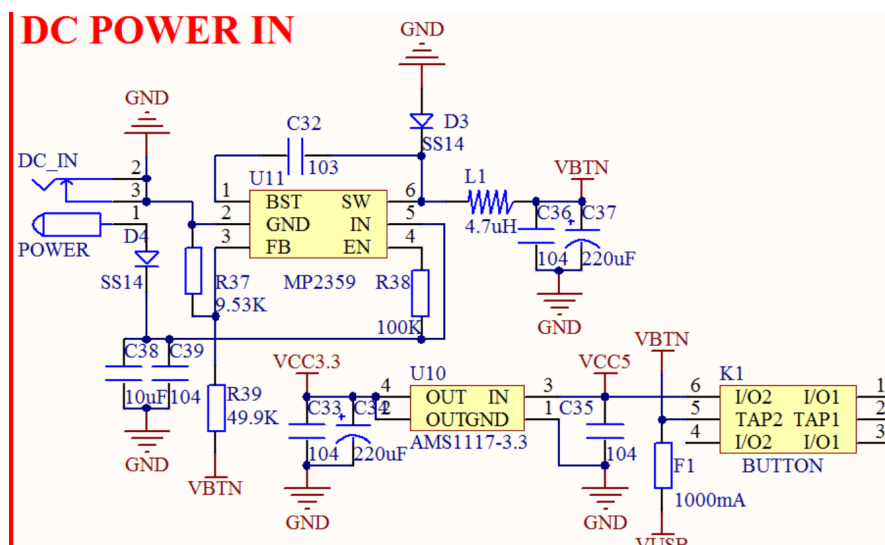 DC POWER IN
GND
GND
D3
SS14
C32
103
DC_IN
2
3
1
POWER
D4
SS14
U11
1 BST SW 6
2 GND IN 5
3 FB EN 4
MP2359
L1
4.7uH
VBTN
C36 C37
104 220uF
GND
R37
9.53K
R38
100K
C38 C39
10uF 104
GND
R39
49.9K
VBTN
VCC3.3
U10
4 OUT IN 3
2 OUT GND 1
AMS1117-3.3
C33 C34
104 220uF
GND
VCC5
C35
104
GND
VBTN
K1
6 I/O2 I/O1 1
5 TAP2 TAP1 2
4 I/O2 I/O1 3
BUTTON
F1
1000mA
VUSB